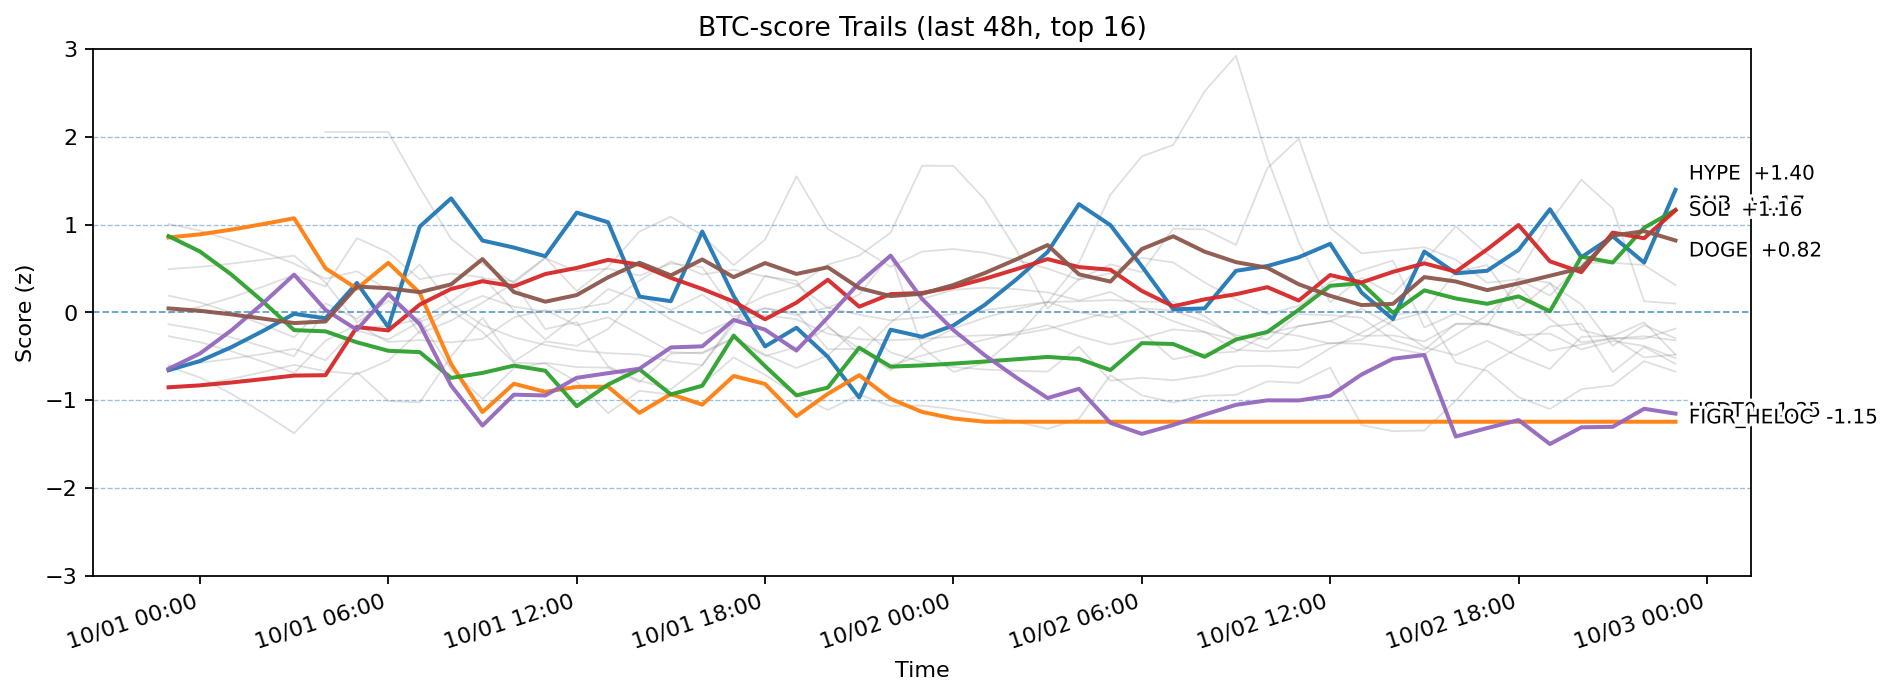 BTC-score Trails (last 48h, top 16)
3
2
1
0
−1
−2
−3
Score (z)
HYPE +1.40
SOL +1.16
DOGE +0.82
FIGR_HELOC -1.15
10/01 00:00
10/01 06:00
10/01 12:00
10/01 18:00
10/02 00:00
10/02 06:00
10/02 12:00
10/02 18:00
10/03 00:00
Time